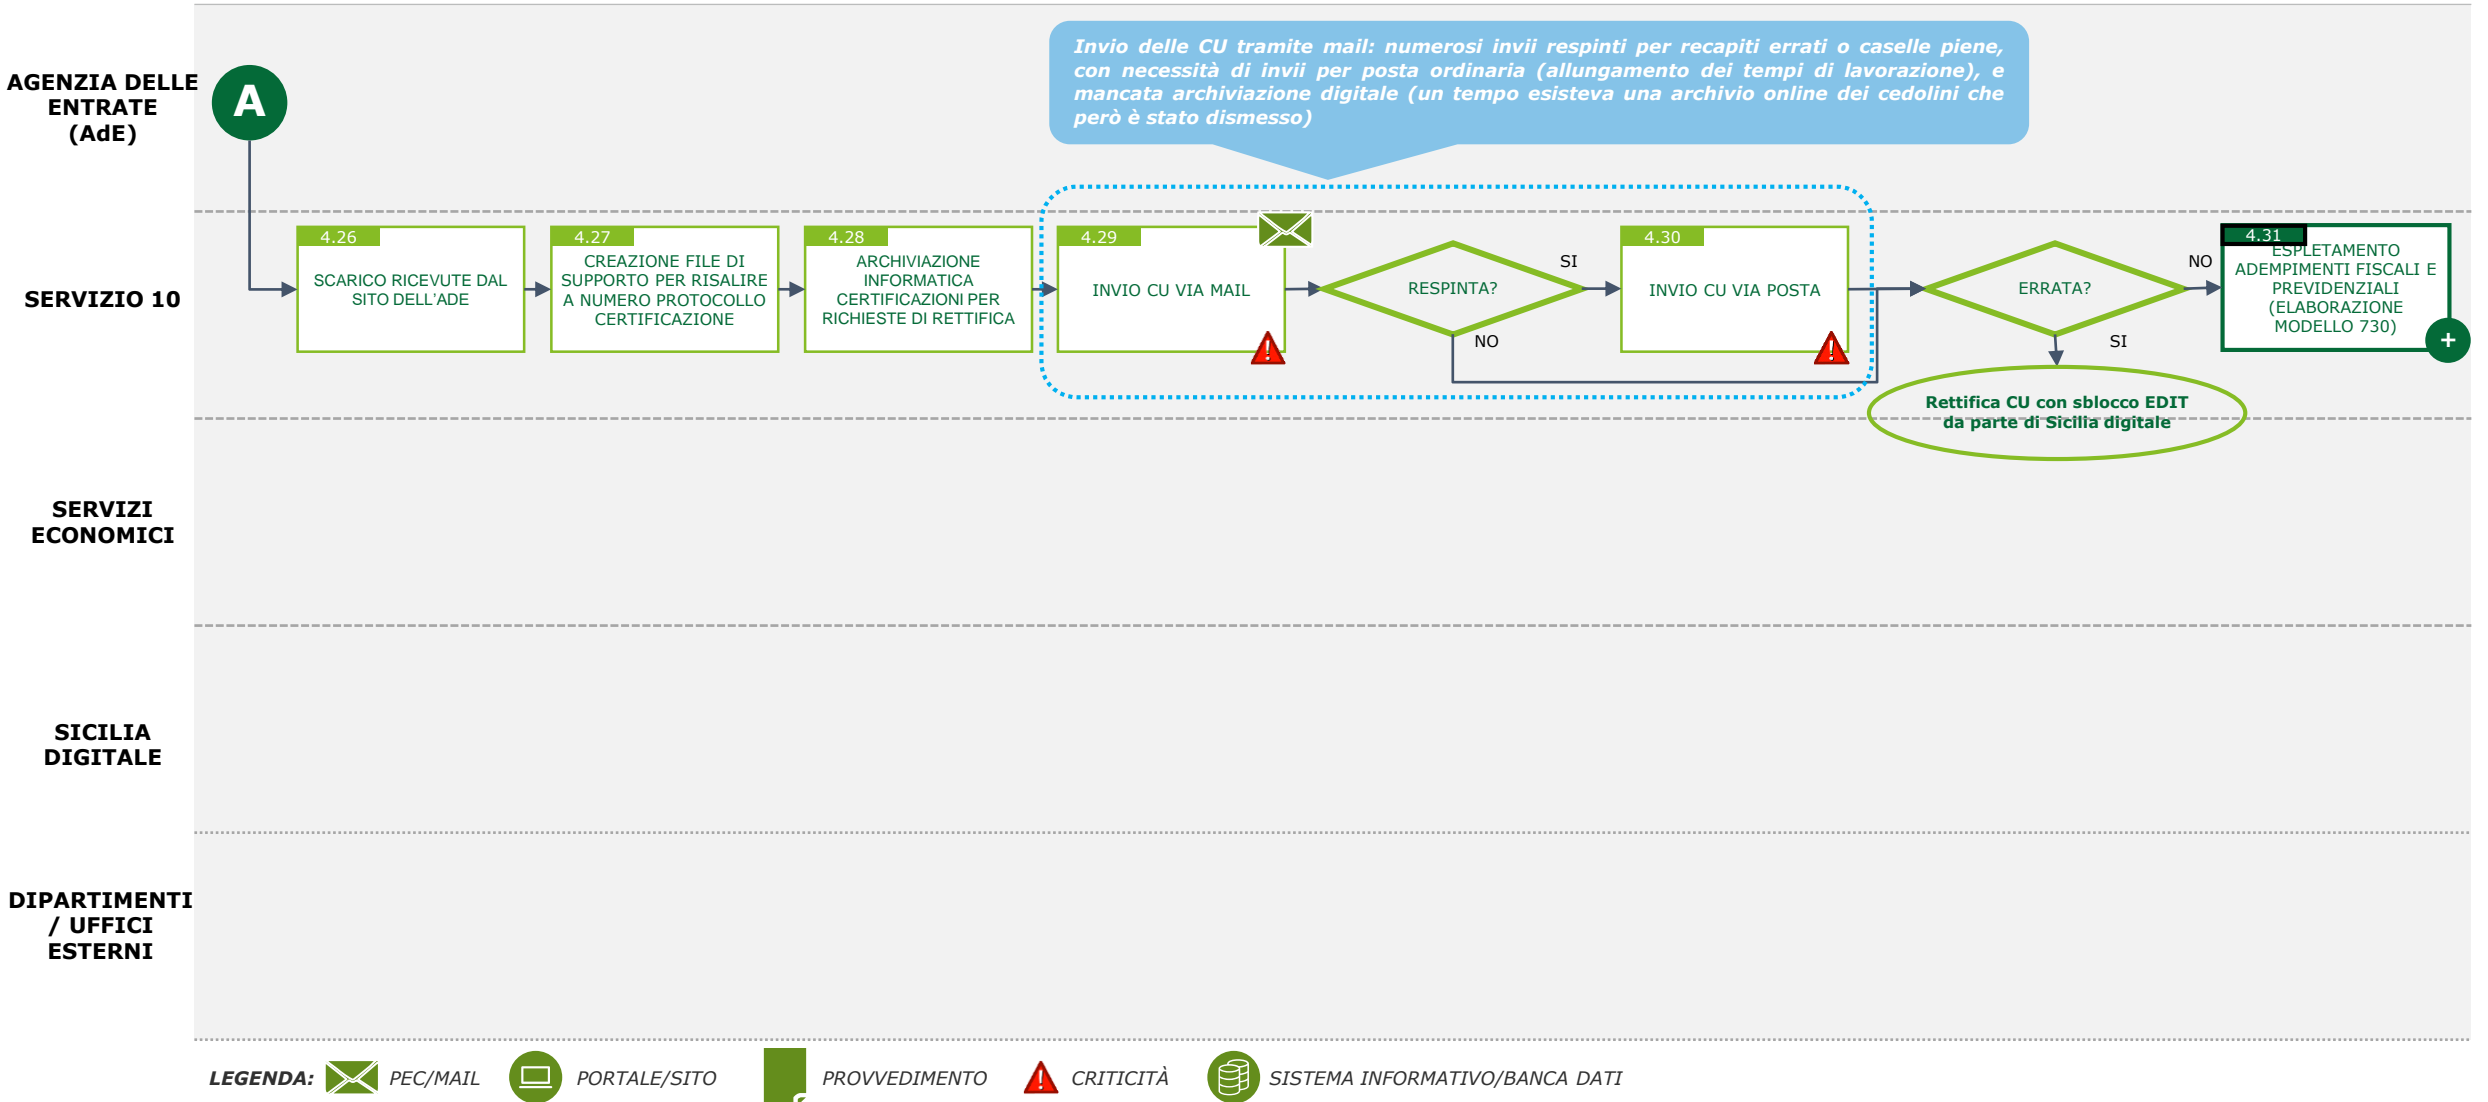 AGENZIA DELLE
ENTRATE
(AdE)
A
Invio delle CU tramite mail: numerosi invii respinti per recapiti errati o caselle piene,
con necessità di invii per posta ordinaria (allungamento dei tempi di lavorazione), e
mancata archiviazione digitale (un tempo esisteva una archivio online dei cedolini che
però è stato dismesso)
SERVIZIO 10
4.26
SCARICO RICEVUTE DAL
SITO DELL'ADE
4.27
CREAZIONE FILE DI
SUPPORTO PER RISALIRE
A NUMERO PROTOCOLLO
CERTIFICAZIONE
4.28
ARCHIVIAZIONE
INFORMATICA
CERTIFICAZIONI PER
RICHIESTE DI RETTIFICA
4.29
INVIO CU VIA MAIL
RESPINTA?
SI
NO
4.30
INVIO CU VIA POSTA
ERRATA?
NO
SI
4.31
ESPLETAMENTO
ADEMPIMENTI FISCALI E
PREVIDENZIALI
(ELABORAZIONE
MODELLO 730)
+
Rettifica CU con sblocco EDIT
da parte di Sicilia digitale
SERVIZI
ECONOMICI
SICILIA
DIGITALE
DIPARTIMENTI
/ UFFICI
ESTERNI
LEGENDA: PEC/MAIL PORTALE/SITO PROVVEDIMENTO CRITICITÀ SISTEMA INFORMATIVO/BANCA DATI